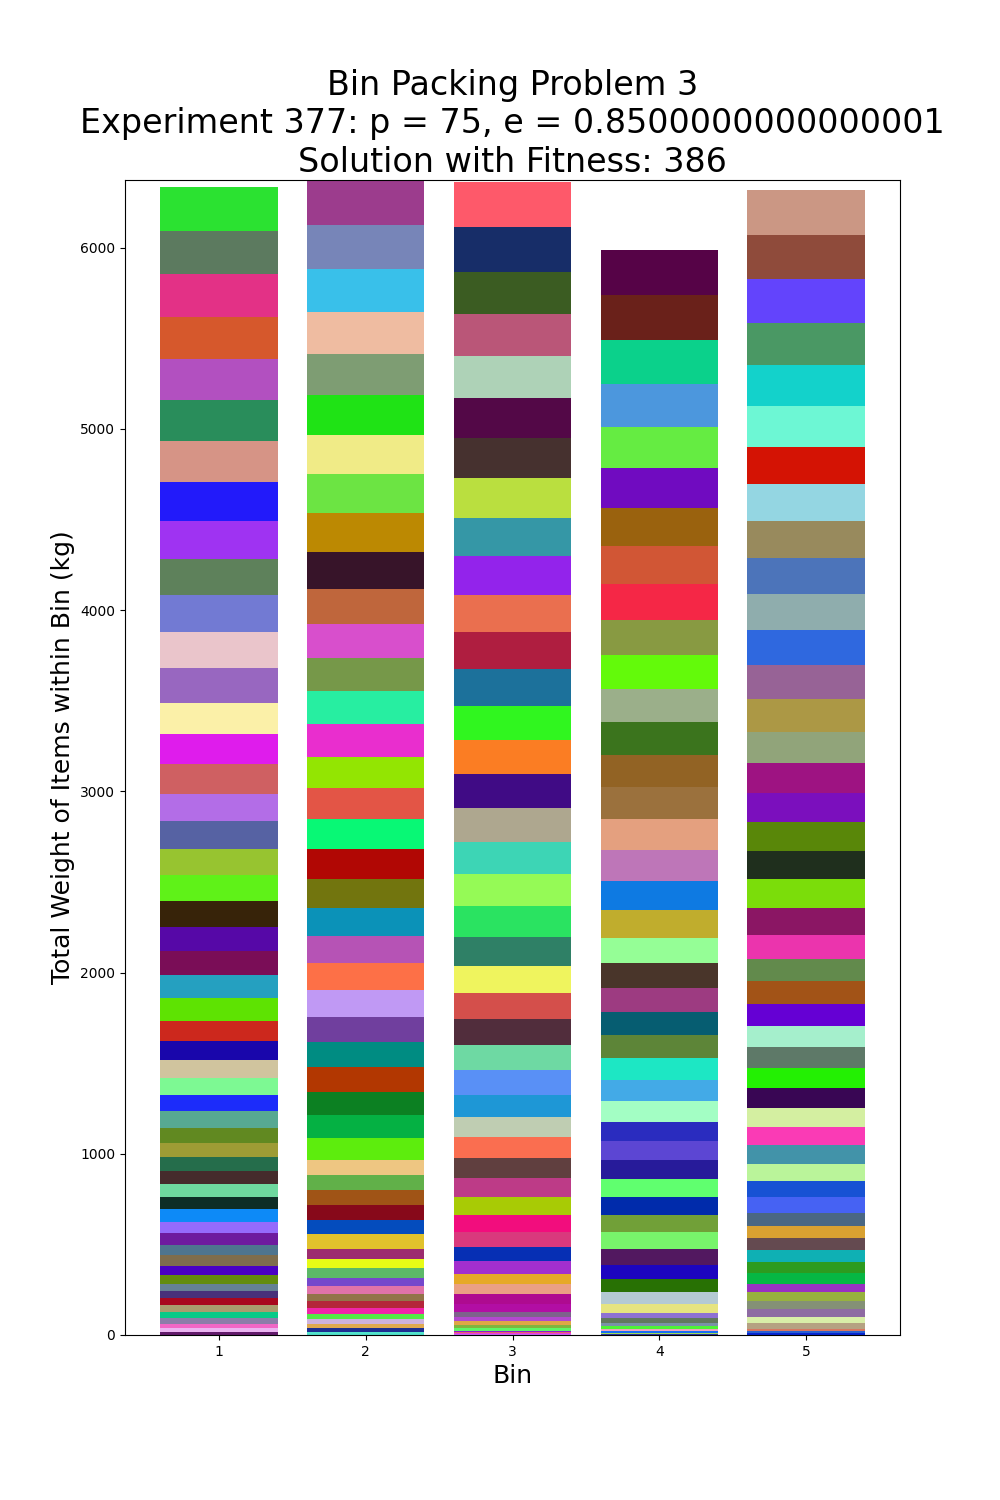 Bin Packing Problem 3
Experiment 377: p = 75, e = 0.8500000000000001
Solution with Fitness: 386
Total Weight of Items within Bin (kg)
6000
5000
4000
3000
2000
1000
0
1 2 3 4 5
Bin